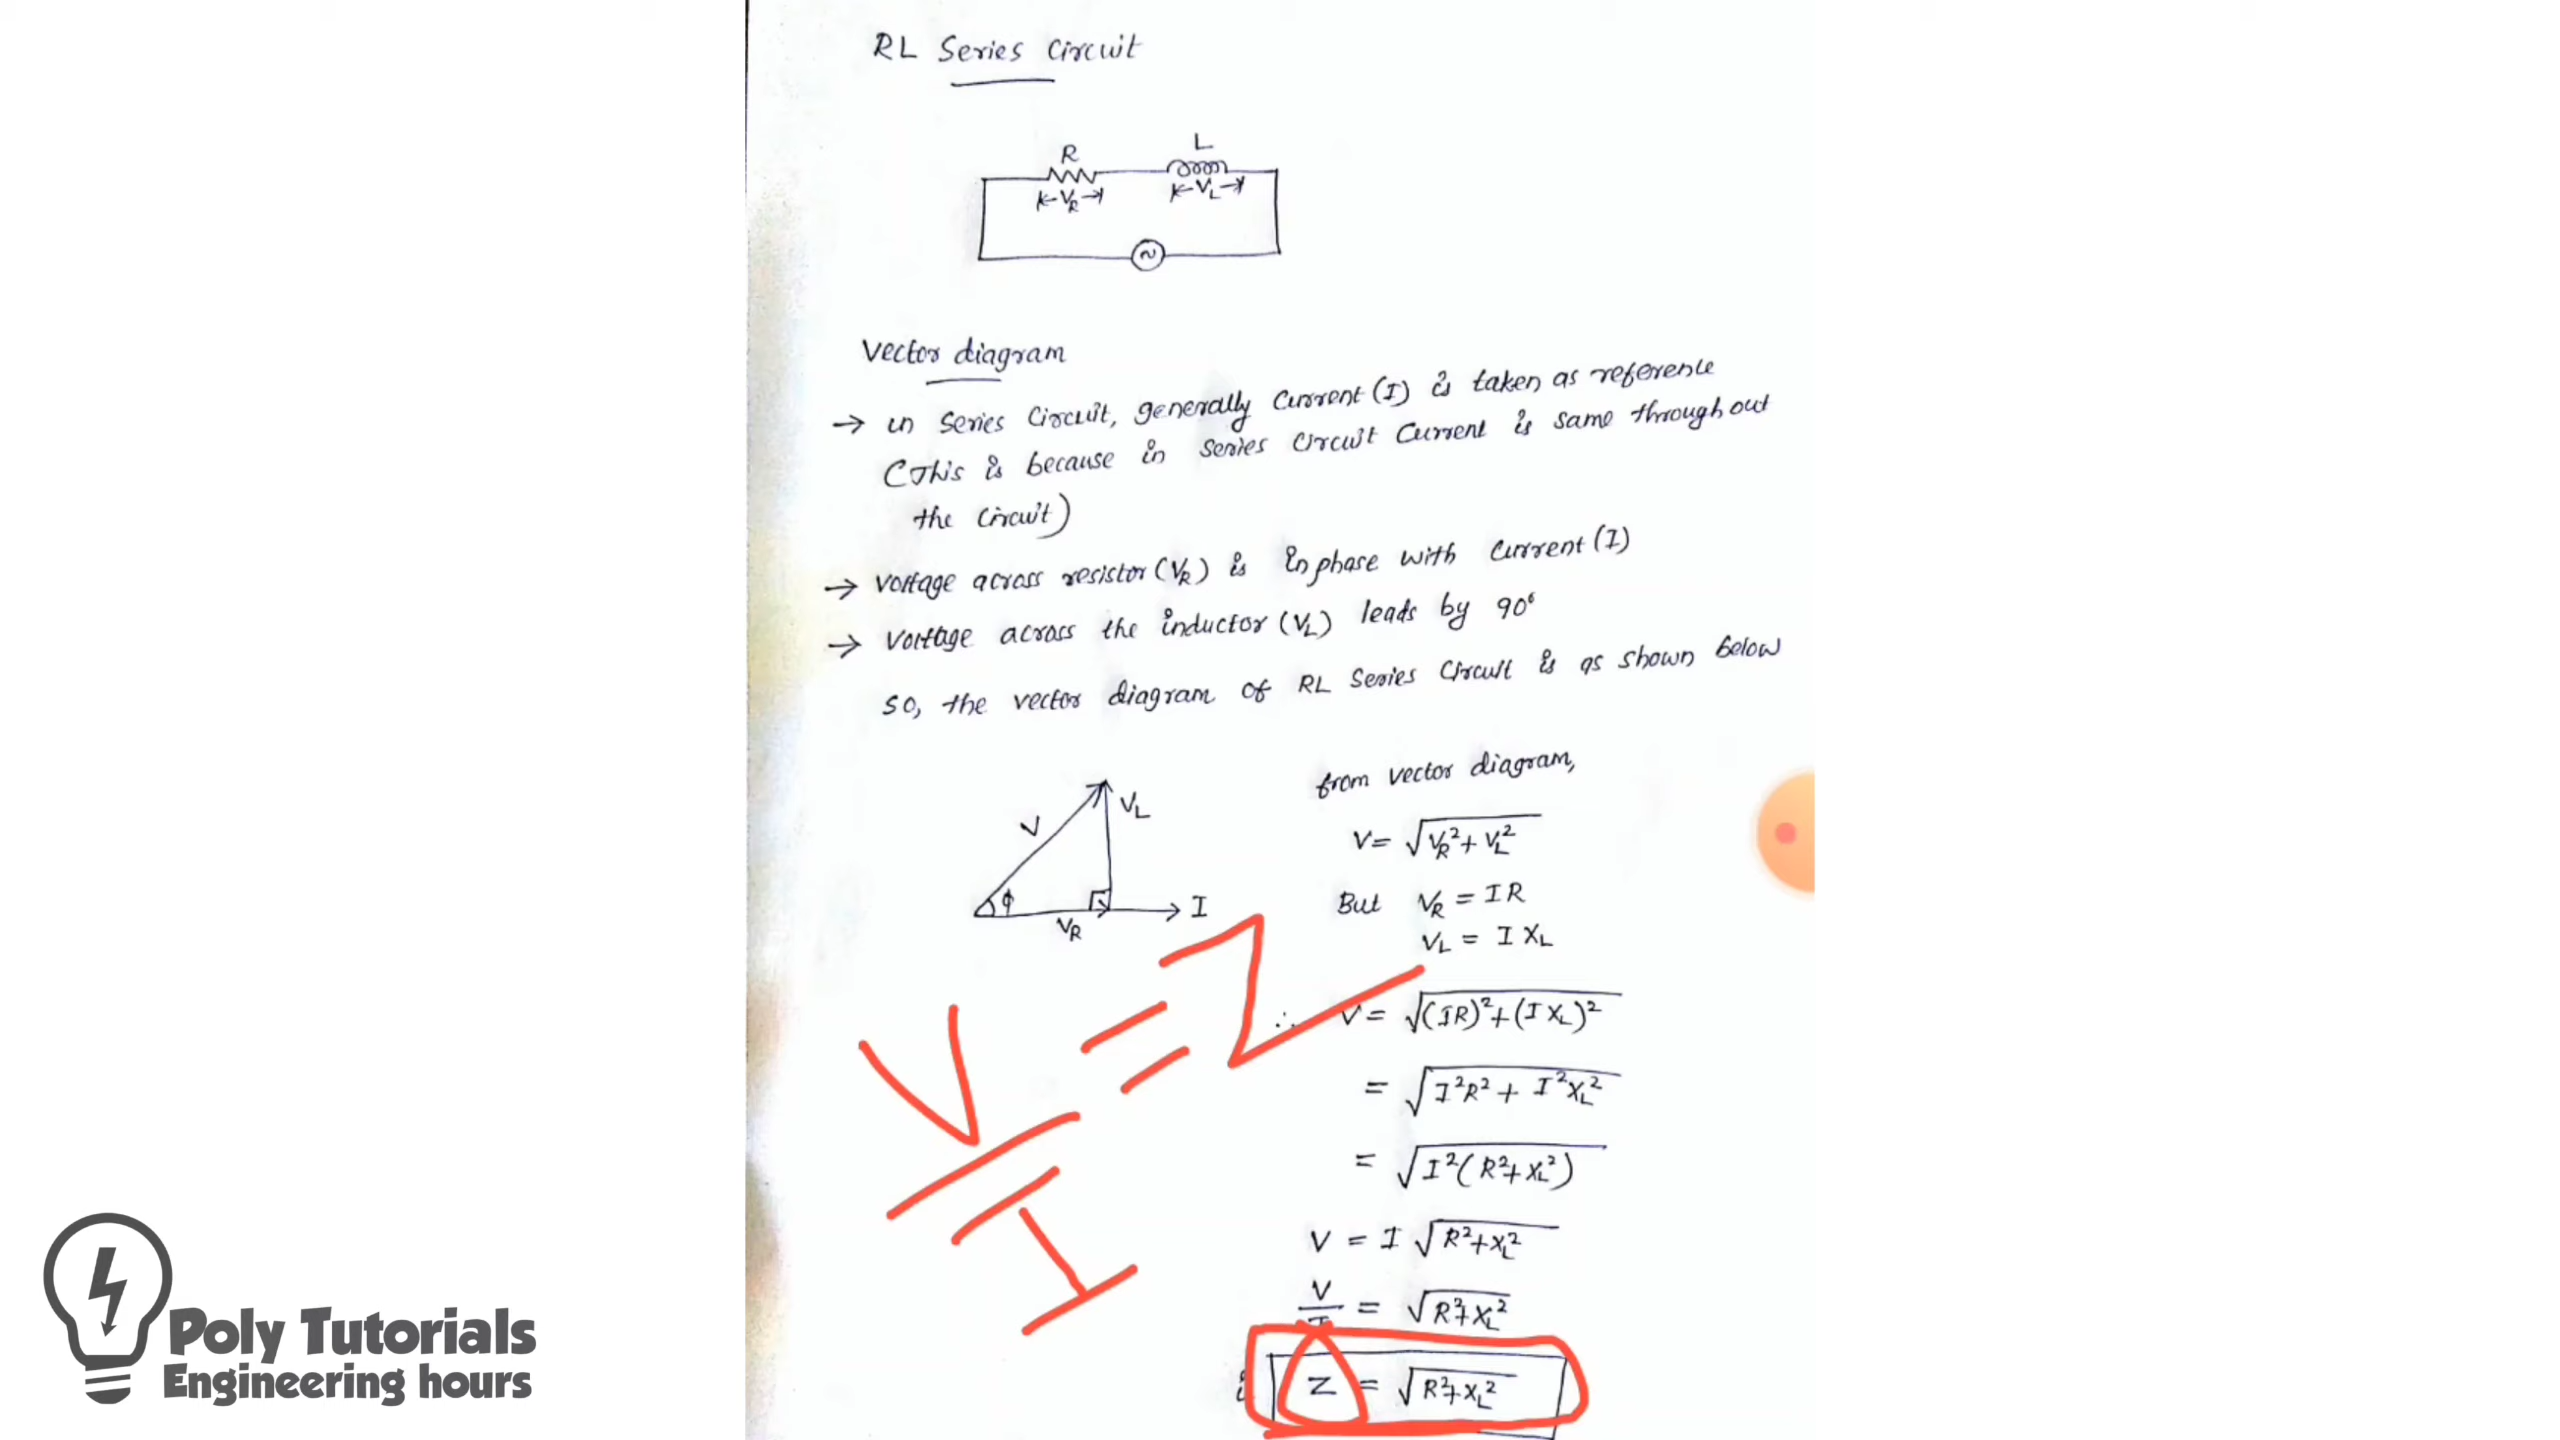 RL Series Circuit
R
L
VR
VL
~
Vector diagram
→ in Series Circuit, generally Current (I) is taken as reference
(This is because in Series Circuit Current is same throughout
the Circuit)
→ Voltage across resistor (VR) is in phase with Current (I)
→ Voltage across the inductor (VL) leads by 90°
So, the vector diagram of RL Series Circuit is as shown below
V
VL
ϕ
VR
I
from vector diagram,
V = √(VR² + VL²)
But VR = IR
VL = I XL
∴ V = √((IR)² + (I XL)²)
= √(I²R² + I²XL²)
= √(I²(R² + XL²))
V = I √(R² + XL²)
V/I = √(R² + XL²)
Z = √(R² + XL²)
V/I = Z
Poly Tutorials
Engineering hours